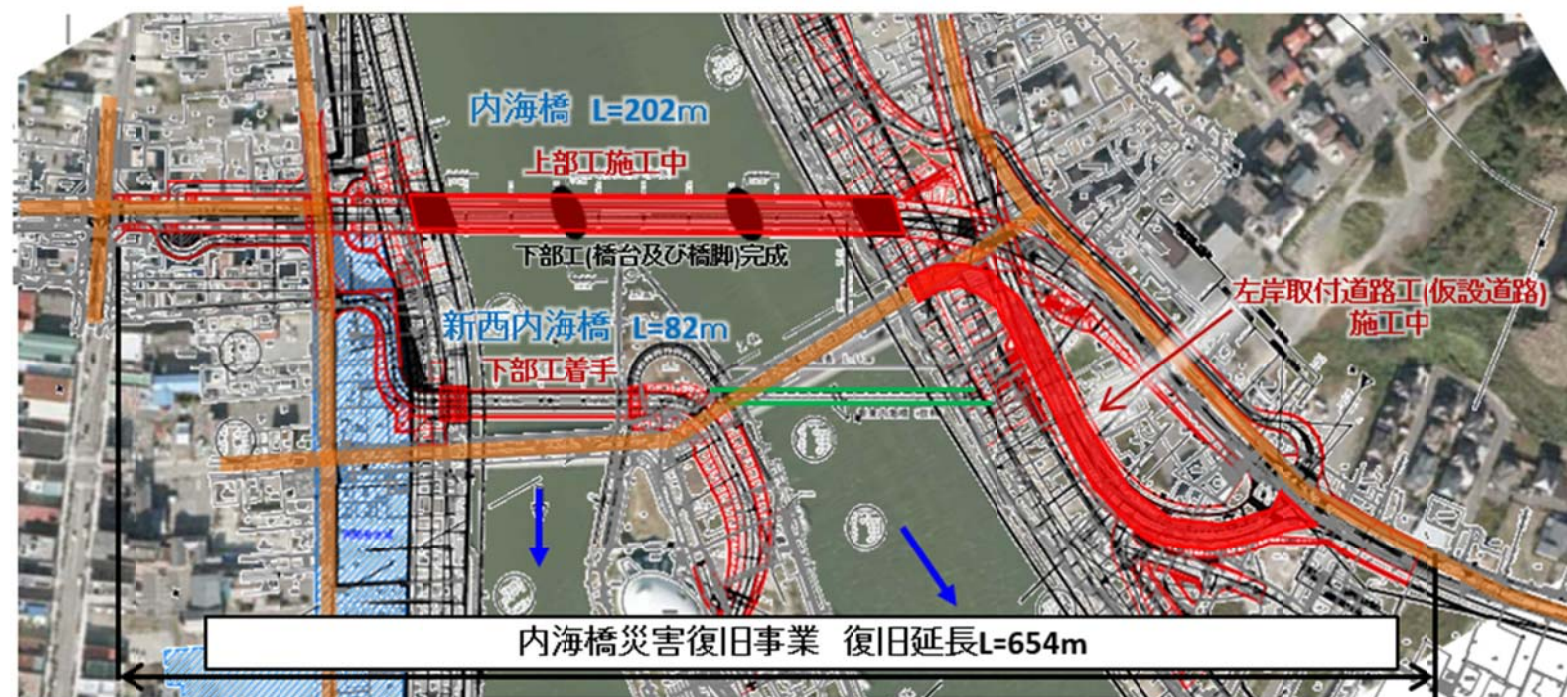 内海橋 L=202m
上部工施工中
下部工(橋台及び橋脚)完成
新西内海橋 L=82m
下部工着手
左岸取付道路工(仮設道路)
施工中
内海橋災害復旧事業 復旧延長L=654m